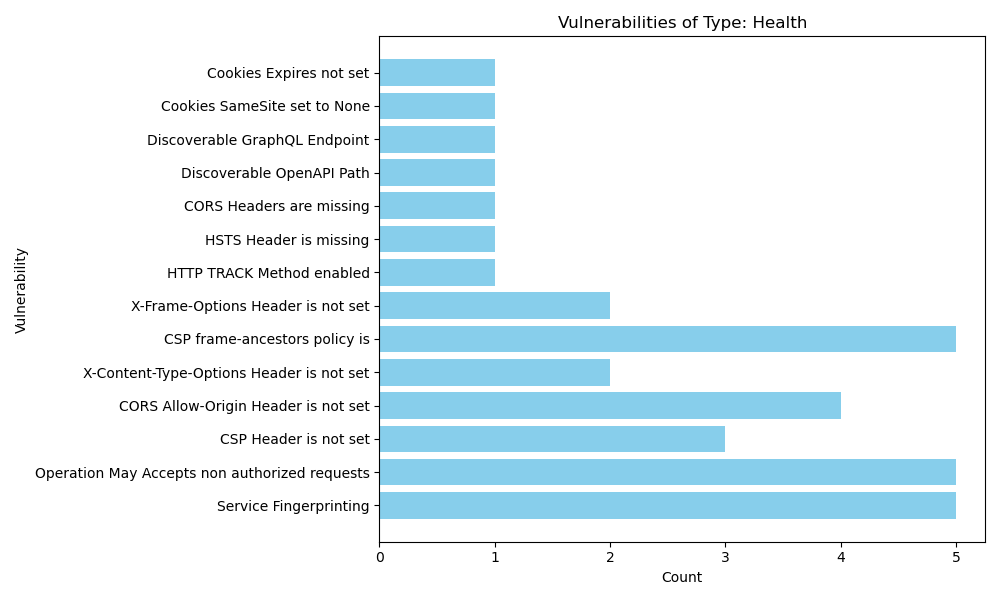 Vulnerabilities of Type: Health
Vulnerability
Cookies Expires not set
Cookies SameSite set to None
Discoverable GraphQL Endpoint
Discoverable OpenAPI Path
CORS Headers are missing
HSTS Header is missing
HTTP TRACK Method enabled
X-Frame-Options Header is not set
CSP frame-ancestors policy is
X-Content-Type-Options Header is not set
CORS Allow-Origin Header is not set
CSP Header is not set
Operation May Accepts non authorized requests
Service Fingerprinting
0 1 2 3 4 5
Count